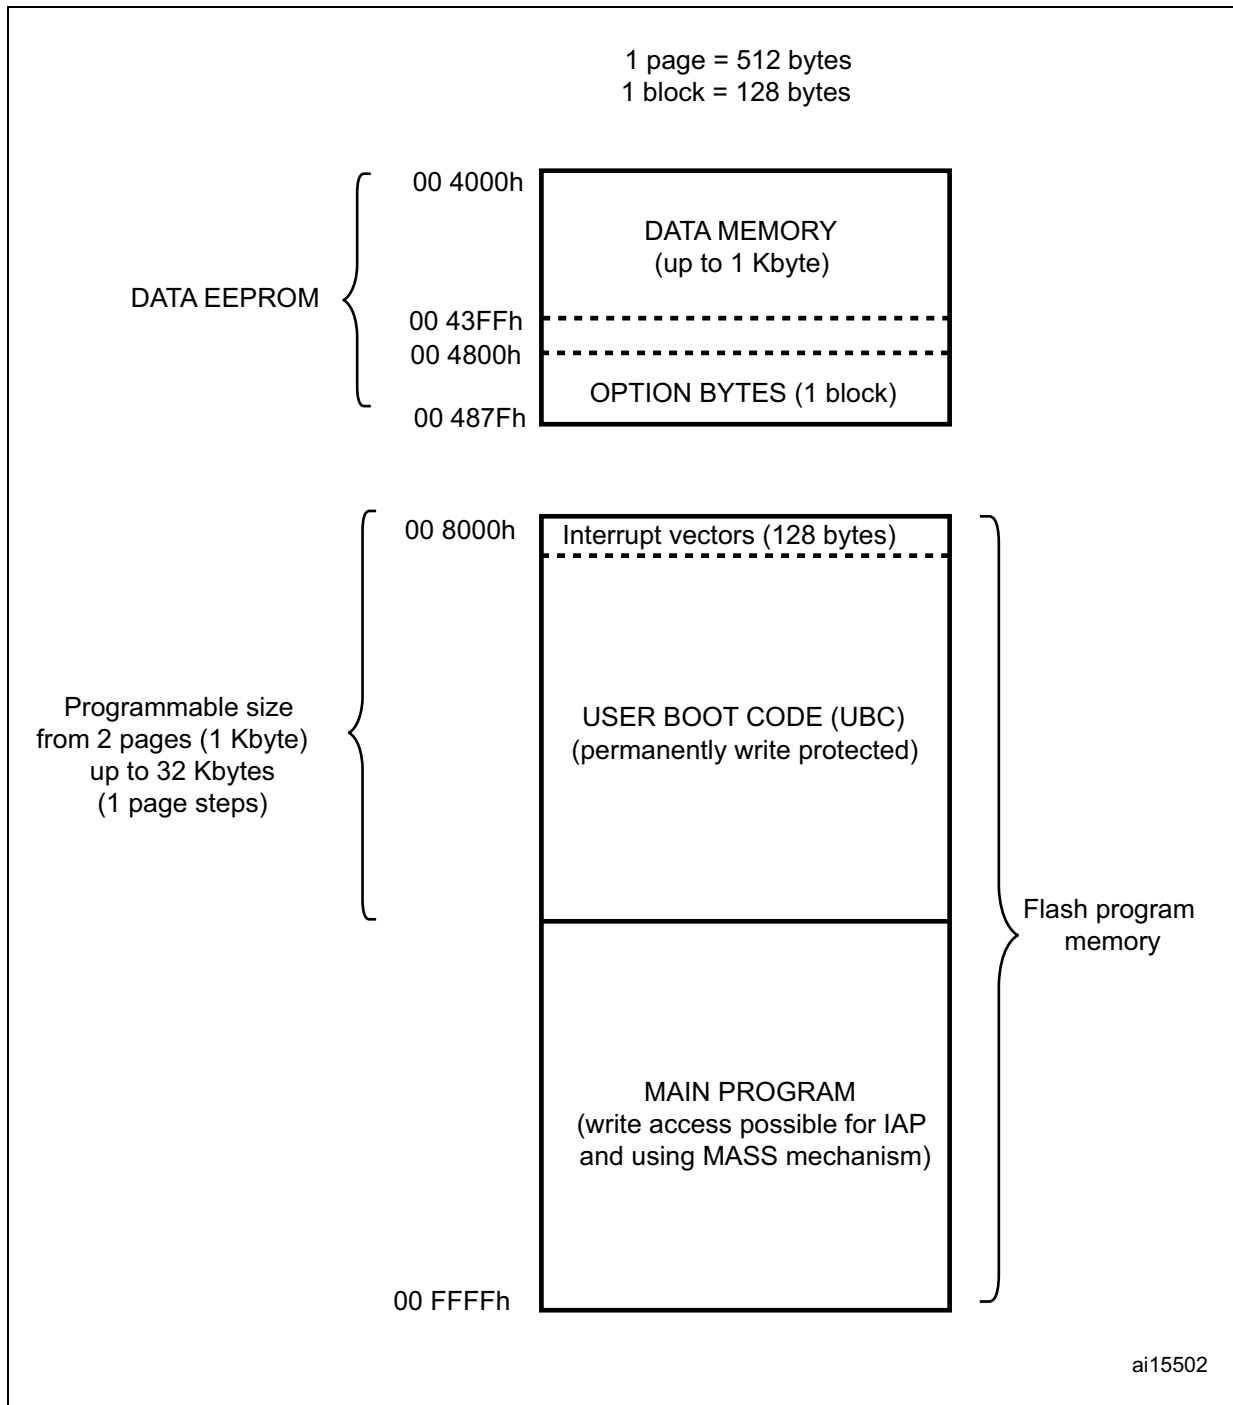 1 page = 512 bytes
1 block = 128 bytes
00 4000h
DATA MEMORY
(up to 1 Kbyte)
DATA EEPROM
00 43FFh
00 4800h
OPTION BYTES (1 block)
00 487Fh
00 8000h
Interrupt vectors (128 bytes)
Programmable size
from 2 pages (1 Kbyte)
up to 32 Kbytes
(1 page steps)
USER BOOT CODE (UBC)
(permanently write protected)
Flash program
memory
MAIN PROGRAM
(write access possible for IAP
and using MASS mechanism)
00 FFFFh
ai15502